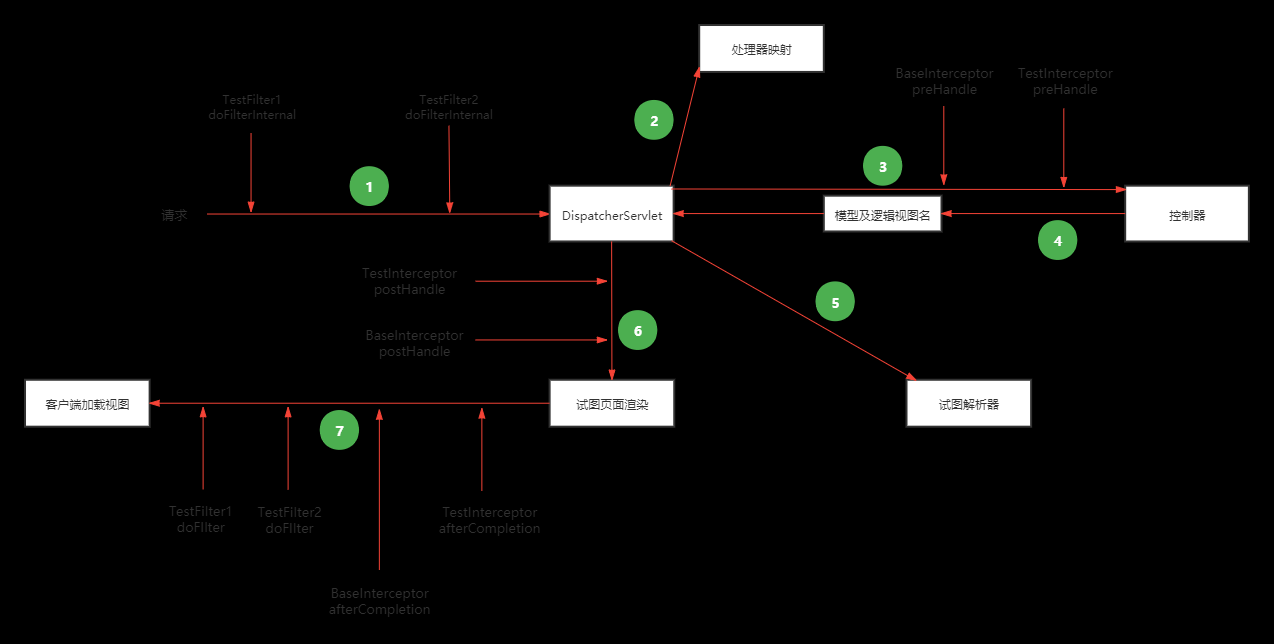 处理器映射
BaseInterceptor
preHandle
TestInterceptor
preHandle
TestFilter1
doFilterInternal
TestFilter2
doFilterInternal
2
3
1
请求
DispatcherServlet
模型及逻辑视图名
控制器
4
TestInterceptor
postHandle
5
6
BaseInterceptor
postHandle
客户端加载视图
试图页面渲染
试图解析器
7
TestFilter1
doFIlter
TestFilter2
doFIlter
TestInterceptor
afterCompletion
BaseInterceptor
afterCompletion